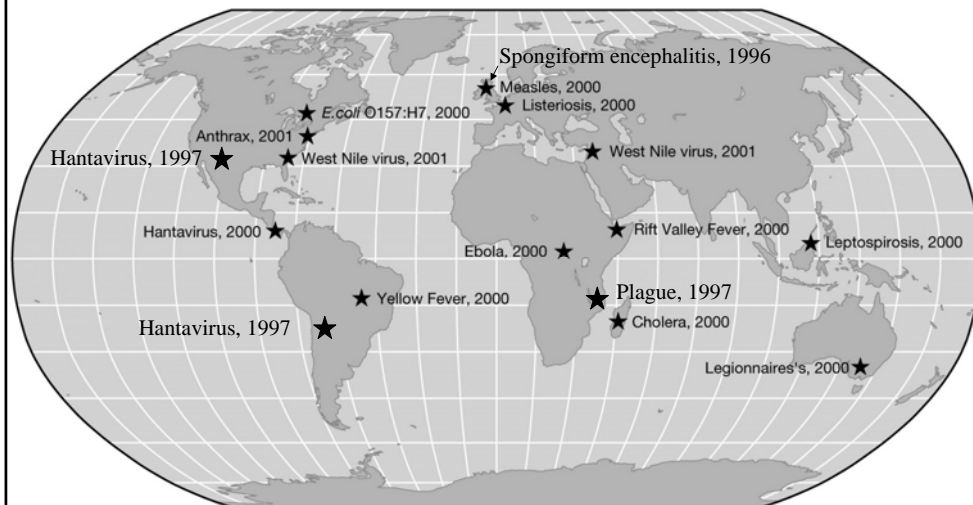 Spongiform encephalitis, 1996
Measles, 2000
Listeriosis, 2000
E.coli O157:H7, 2000
Anthrax, 2001
Hantavirus, 1997
West Nile virus, 2001
West Nile virus, 2001
Hantavirus, 2000
Rift Valley Fever, 2000
Ebola, 2000
Leptospirosis, 2000
Yellow Fever, 2000
Plague, 1997
Hantavirus, 1997
Cholera, 2000
Legionnaires's, 2000